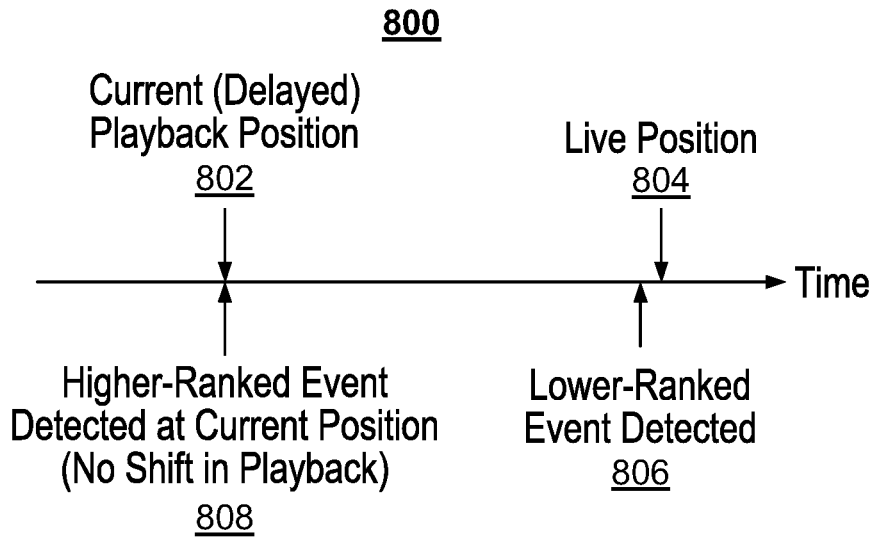 800
Current (Delayed)
Playback Position
802
Live Position
804
Time
Higher-Ranked Event
Detected at Current Position
(No Shift in Playback)
808
Lower-Ranked
Event Detected
806